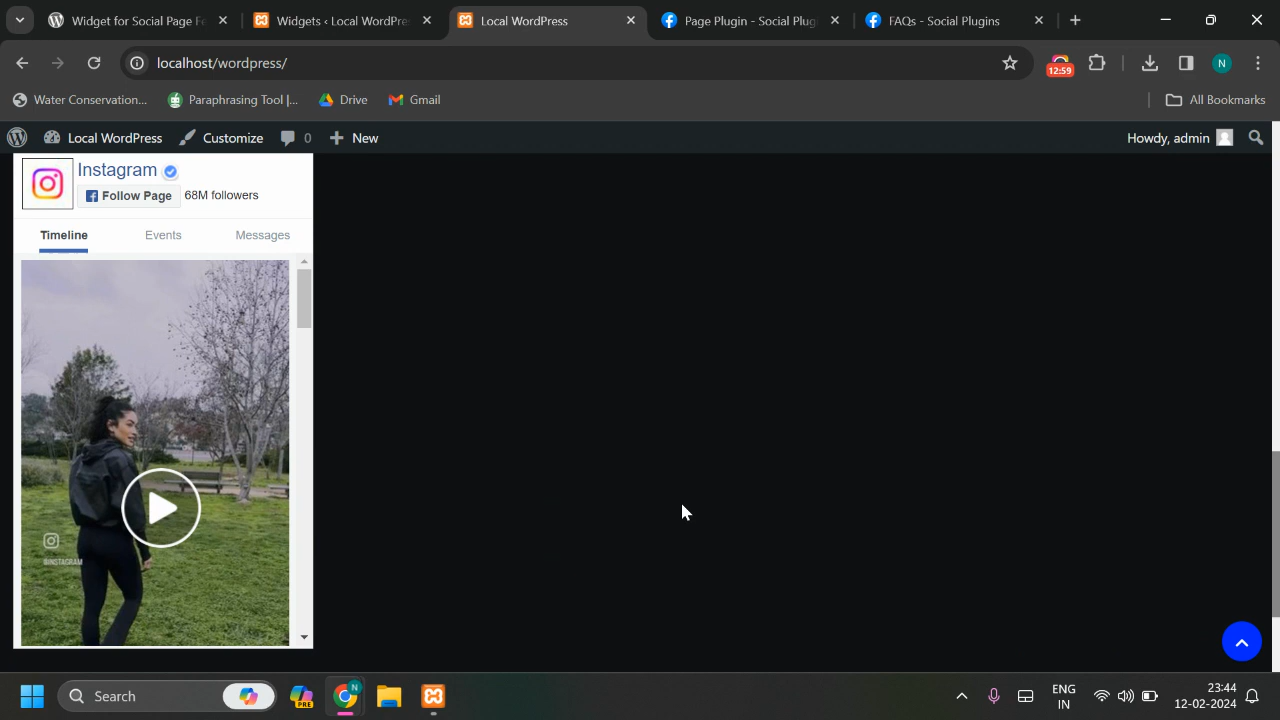 Widget for Social Page Fe
Widgets ‹ Local WordPres
Local WordPress
Page Plugin - Social Plug
FAQs - Social Plugins
localhost/wordpress/
12:59
N
Water Conservation...
Paraphrasing Tool |...
Drive
Gmail
All Bookmarks
Local WordPress
Customize
0
New
Howdy, admin
Instagram
Follow Page
68M followers
Timeline
Events
Messages
@INSTAGRAM
Search
PRE
N
ENG
IN
23:44
12-02-2024